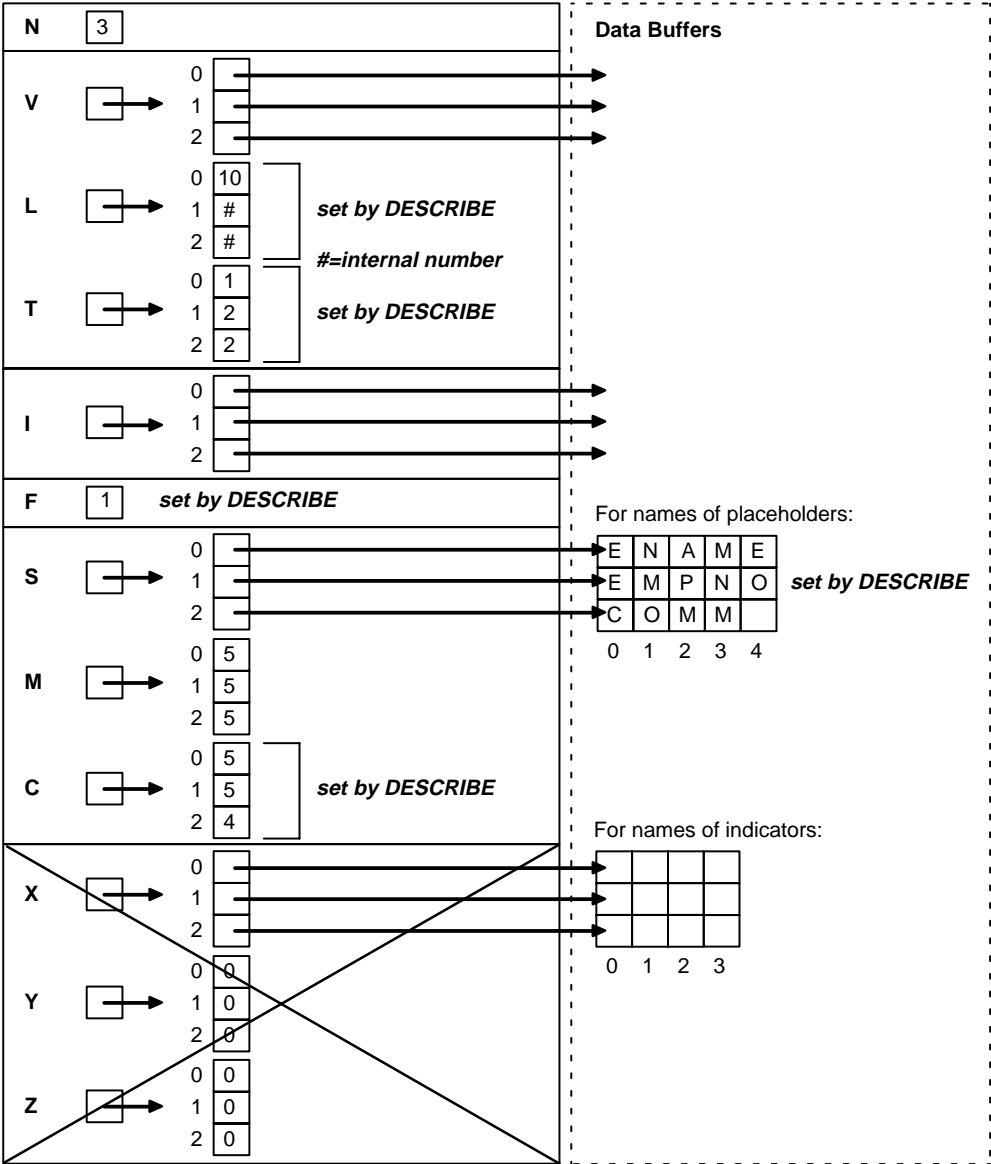 N 3 Data Buffers
0
V 1
2
0 10
L 1 # set by DESCRIBE
2 #
#=internal number
0 1
T 1 2 set by DESCRIBE
2 2
0
I 1
2
F 1 set by DESCRIBE
For names of placeholders:
0 E N A M E
S 1 E M P N O set by DESCRIBE
2 C O M M
0 1 2 3 4
0 5
M 1 5
2 5
0 5
C 1 5 set by DESCRIBE
2 4
For names of indicators:
0
X 1
2
0 1 2 3
0 0
Y 1 0
2 0
0 0
Z 1 0
2 0